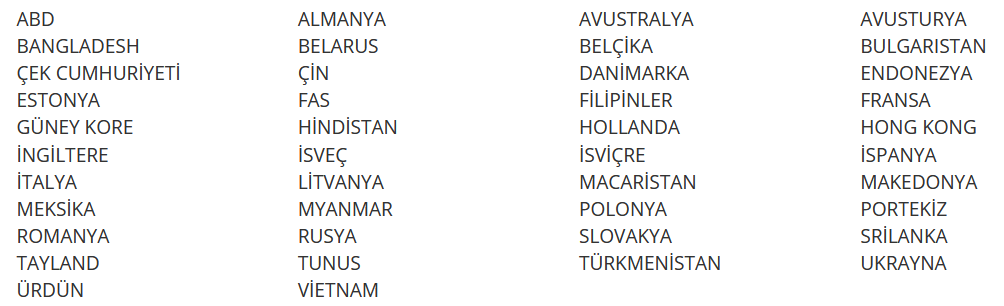 ABD ALMANYA AVUSTRALYA AVUSTURYA
BANGLADESH BELARUS BELÇİKA BULGARISTAN
ÇEK CUMHURİYETİ ÇİN DANİMARKA ENDONEZYA
ESTONYA FAS FİLİPİNLER FRANSA
GÜNEY KORE HİNDİSTAN HOLLANDA HONG KONG
İNGİLTERE İSVEÇ İSVİÇRE İSPANYA
İTALYA LİTVANYA MACARİSTAN MAKEDONYA
MEKSİKA MYANMAR POLONYA PORTEKİZ
ROMANYA RUSYA SLOVAKYA SRİLANKA
TAYLAND TUNUS TÜRKMENİSTAN UKRAYNA
ÜRDÜN VİETNAM